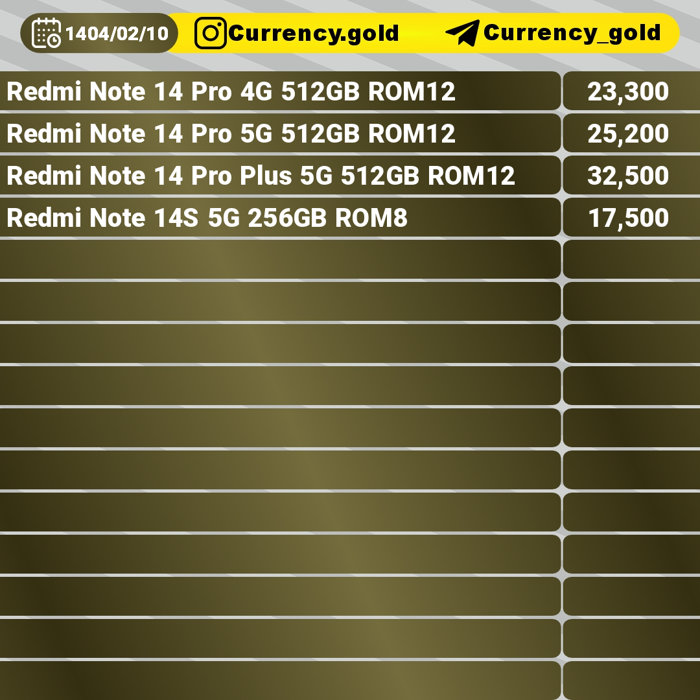 1404/02/10 Currency.gold Currency_gold
Redmi Note 14 Pro 4G 512GB ROM12 23,300
Redmi Note 14 Pro 5G 512GB ROM12 25,200
Redmi Note 14 Pro Plus 5G 512GB ROM12 32,500
Redmi Note 14S 5G 256GB ROM8 17,500